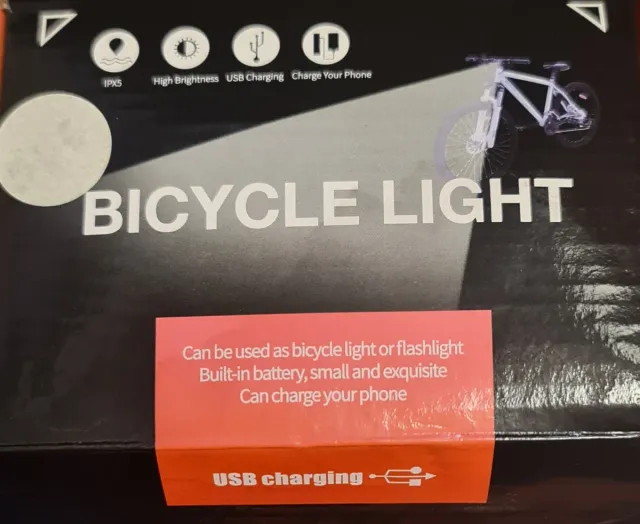 IPX5 High Brightness USB Charging Charge Your Phone
BICYCLE LIGHT
Can be used as bicycle light or flashlight
Built-in battery, small and exquisite
Can charge your phone
USB charging